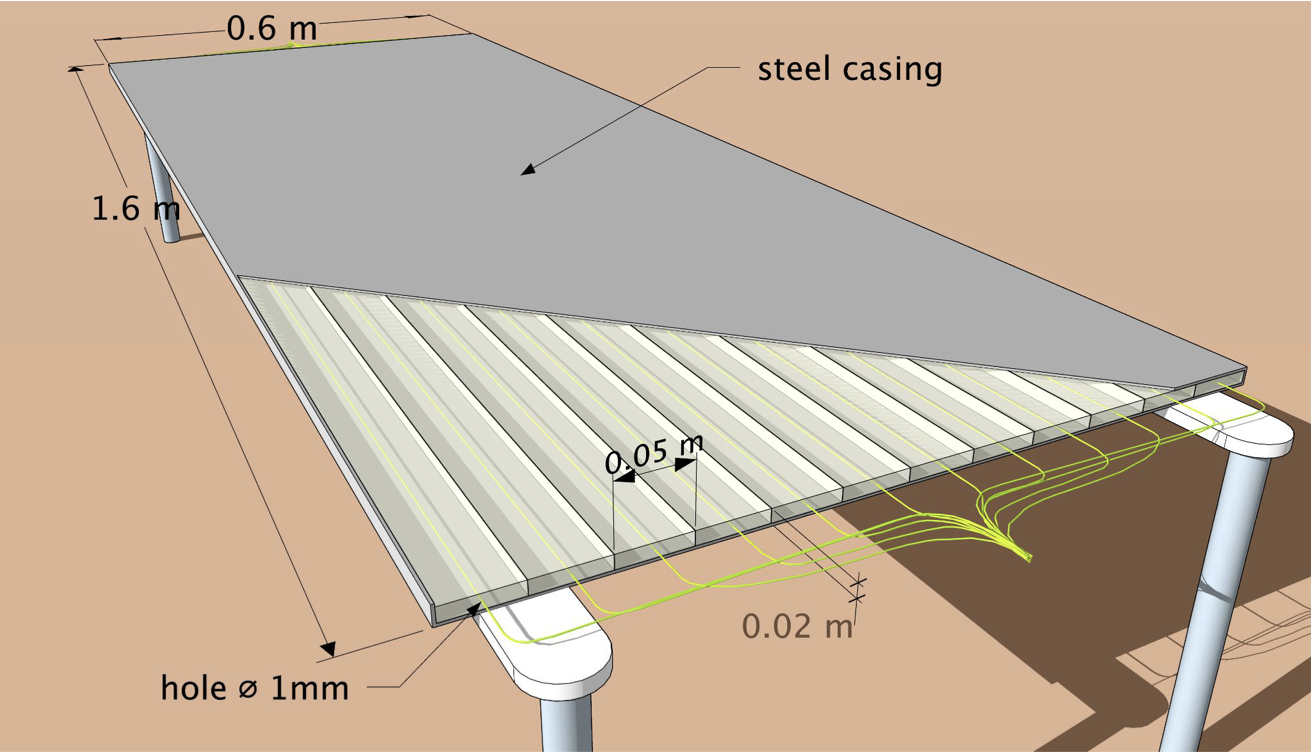 0.6 m
steel casing
1.6 m
0.05 m
0.02 m
hole ⌀ 1mm